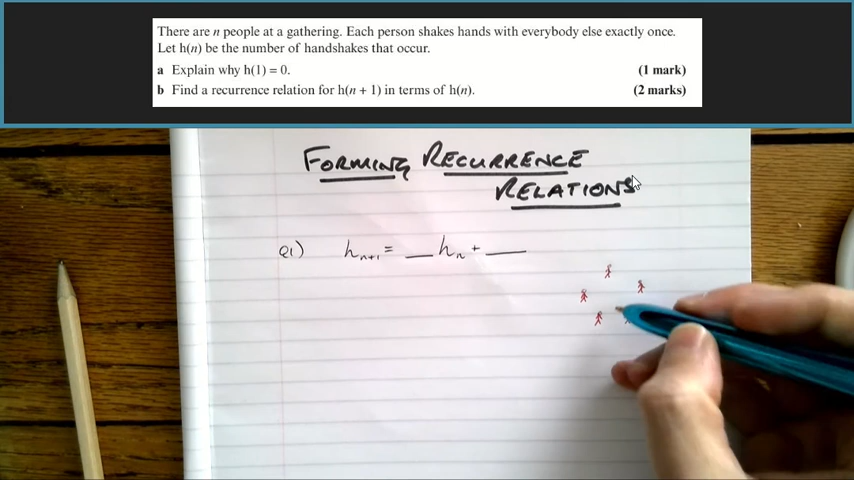 There are n people at a gathering. Each person shakes hands with everybody else exactly once.
Let h(n) be the number of handshakes that occur.
a Explain why h(1) = 0. (1 mark)
b Find a recurrence relation for h(n + 1) in terms of h(n). (2 marks)
FORMING RECURRENCE
RELATIONS
Q1) hₙ₊₁ = __ hₙ + __